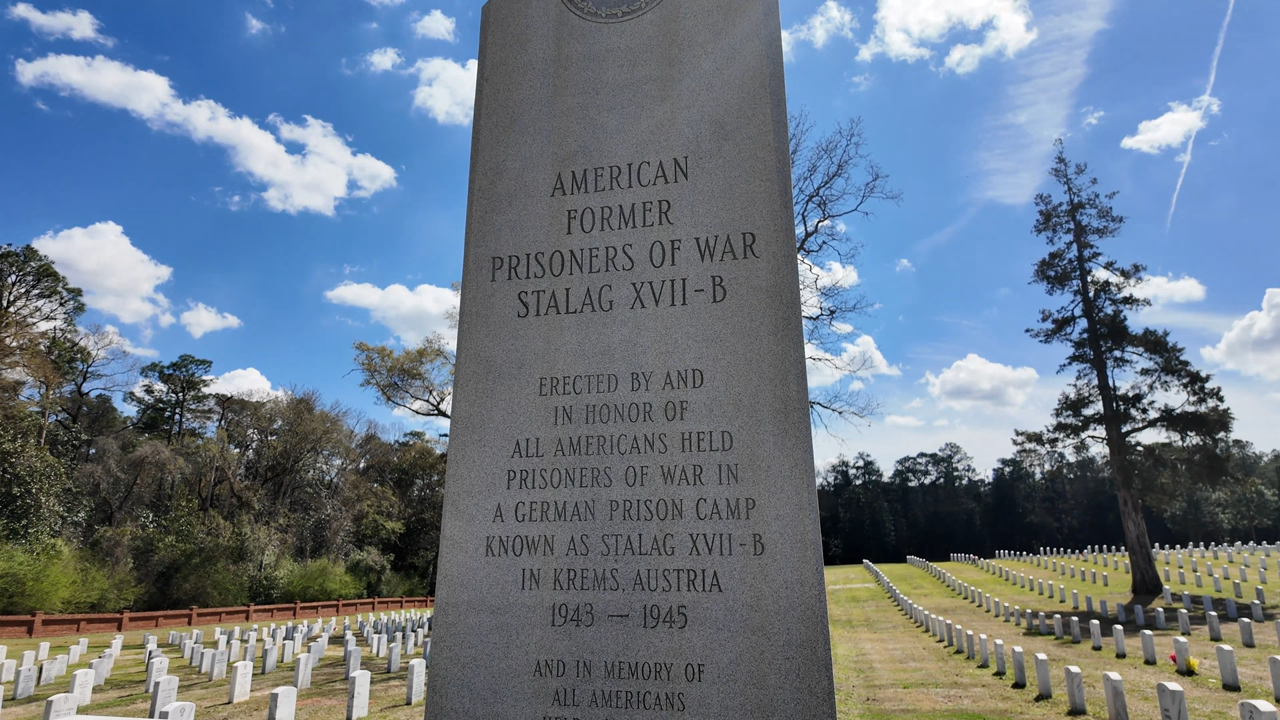 AMERICAN
FORMER
PRISONERS OF WAR
STALAG XVII-B
ERECTED BY AND
IN HONOR OF
ALL AMERICANS HELD
PRISONERS OF WAR IN
A GERMAN PRISON CAMP
KNOWN AS STALAG XVII-B
IN KREMS, AUSTRIA
1943 — 1945
AND IN MEMORY OF
ALL AMERICANS